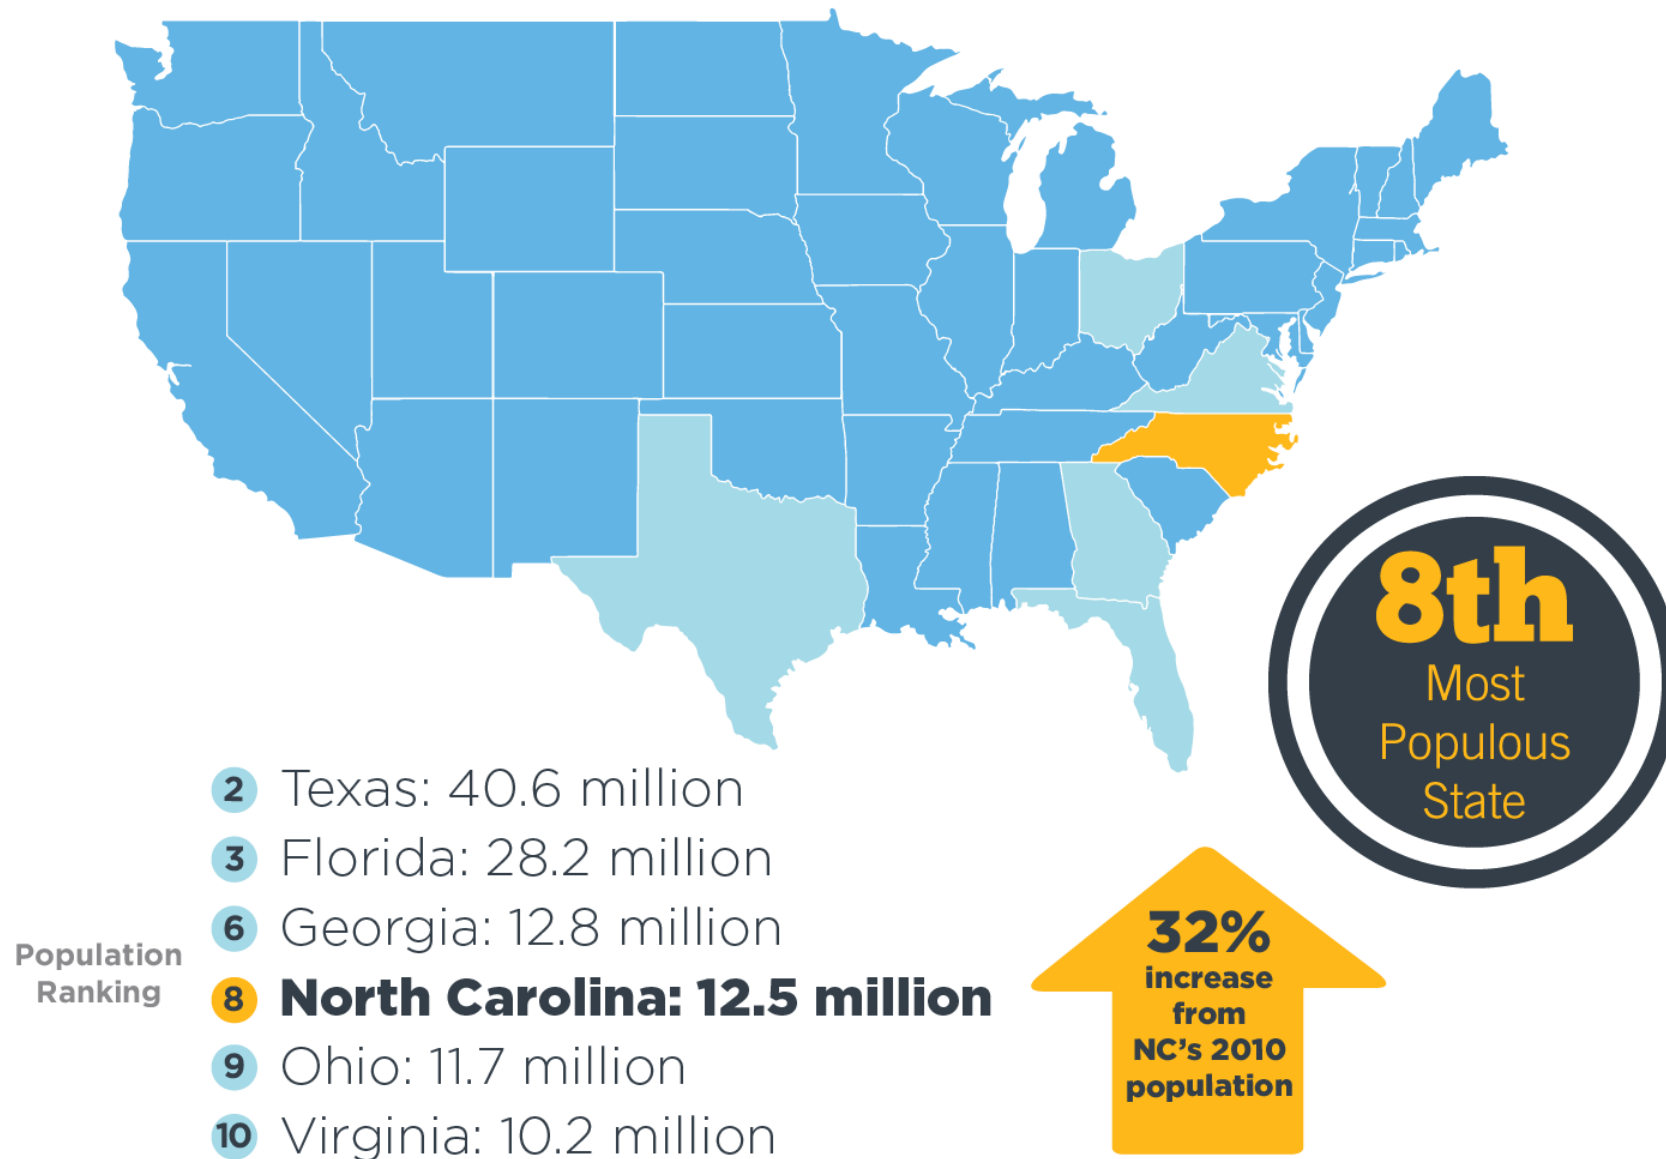 8th
Most
Populous
State
2 Texas: 40.6 million
3 Florida: 28.2 million
6 Georgia: 12.8 million
Population
Ranking
8 North Carolina: 12.5 million
9 Ohio: 11.7 million
10 Virginia: 10.2 million
32%
increase
from
NC's 2010
population